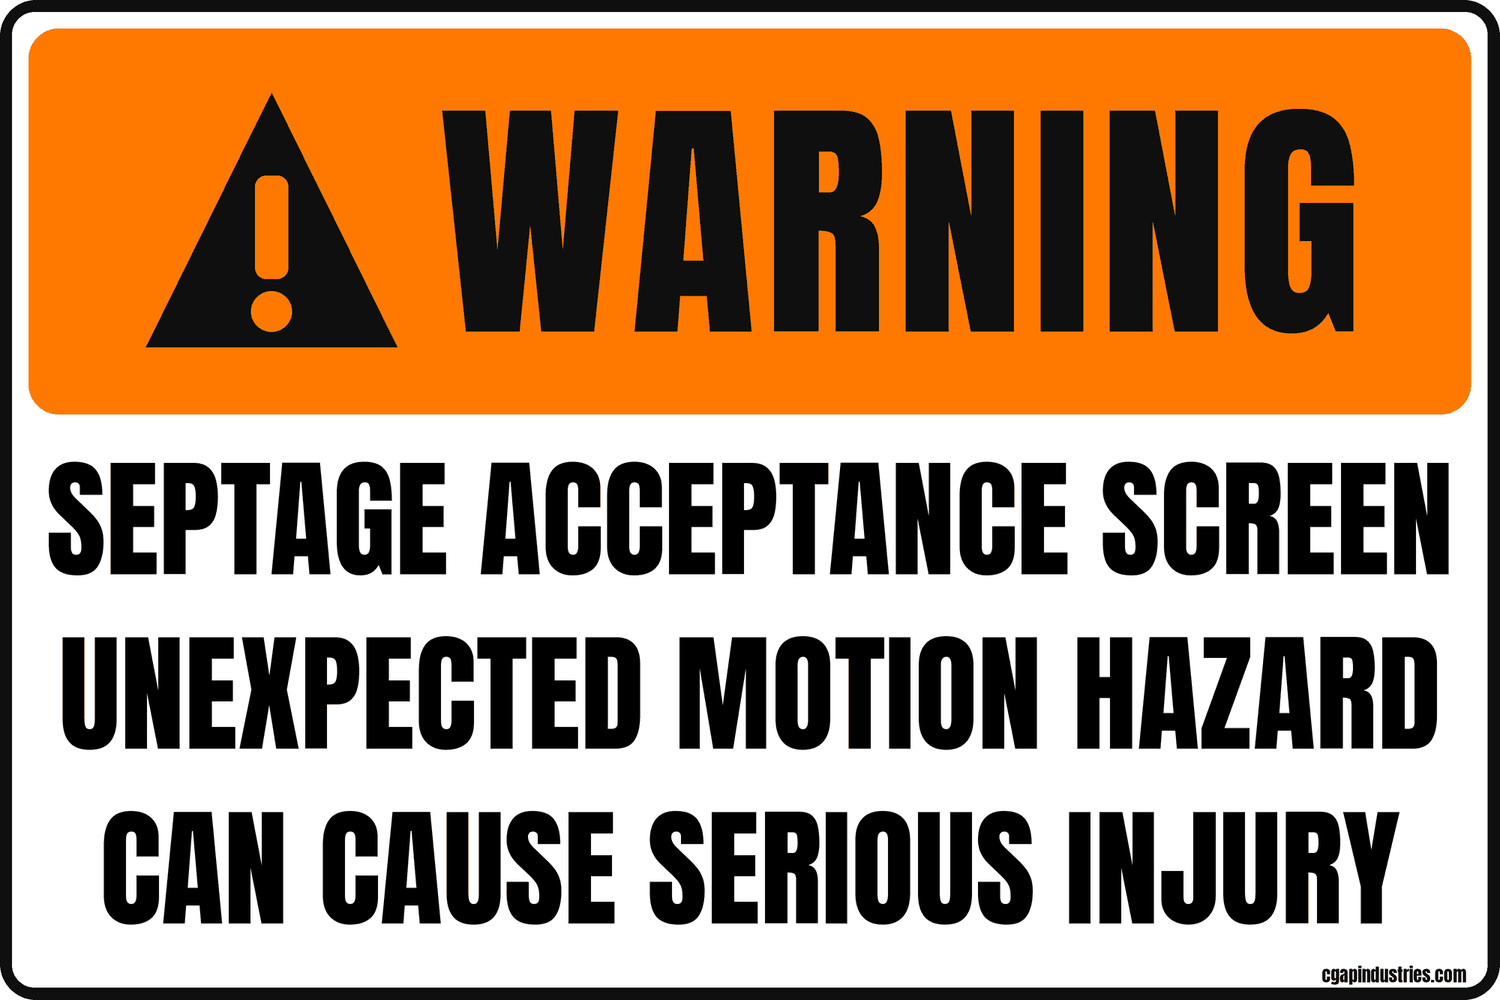 WARNING
SEPTAGE ACCEPTANCE SCREEN
UNEXPECTED MOTION HAZARD
CAN CAUSE SERIOUS INJURY
cgapindustries.com